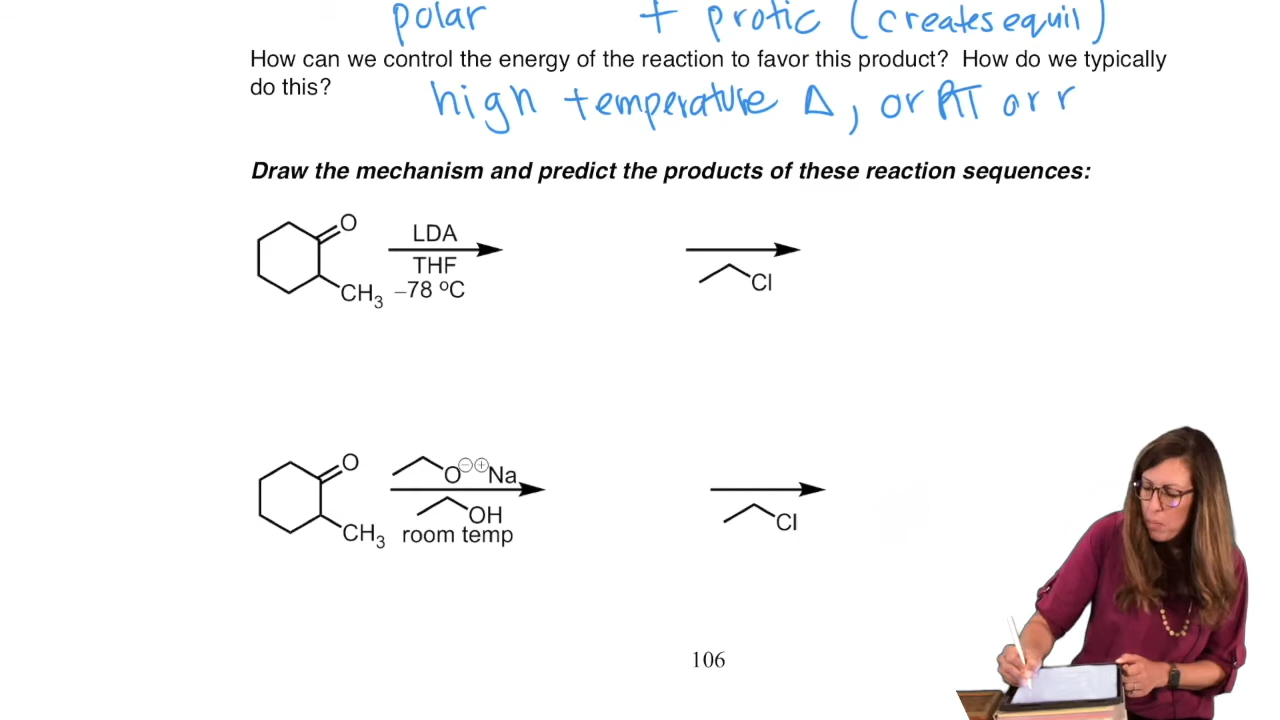 polar + protic (creates equil)
How can we control the energy of the reaction to favor this product? How do we typically
do this?
high temperature Δ, or RT or r
Draw the mechanism and predict the products of these reaction sequences:
O
CH3
LDA
THF
–78 ºC
Cl
O
CH3
O⊖⊕Na
OH
room temp
Cl
106